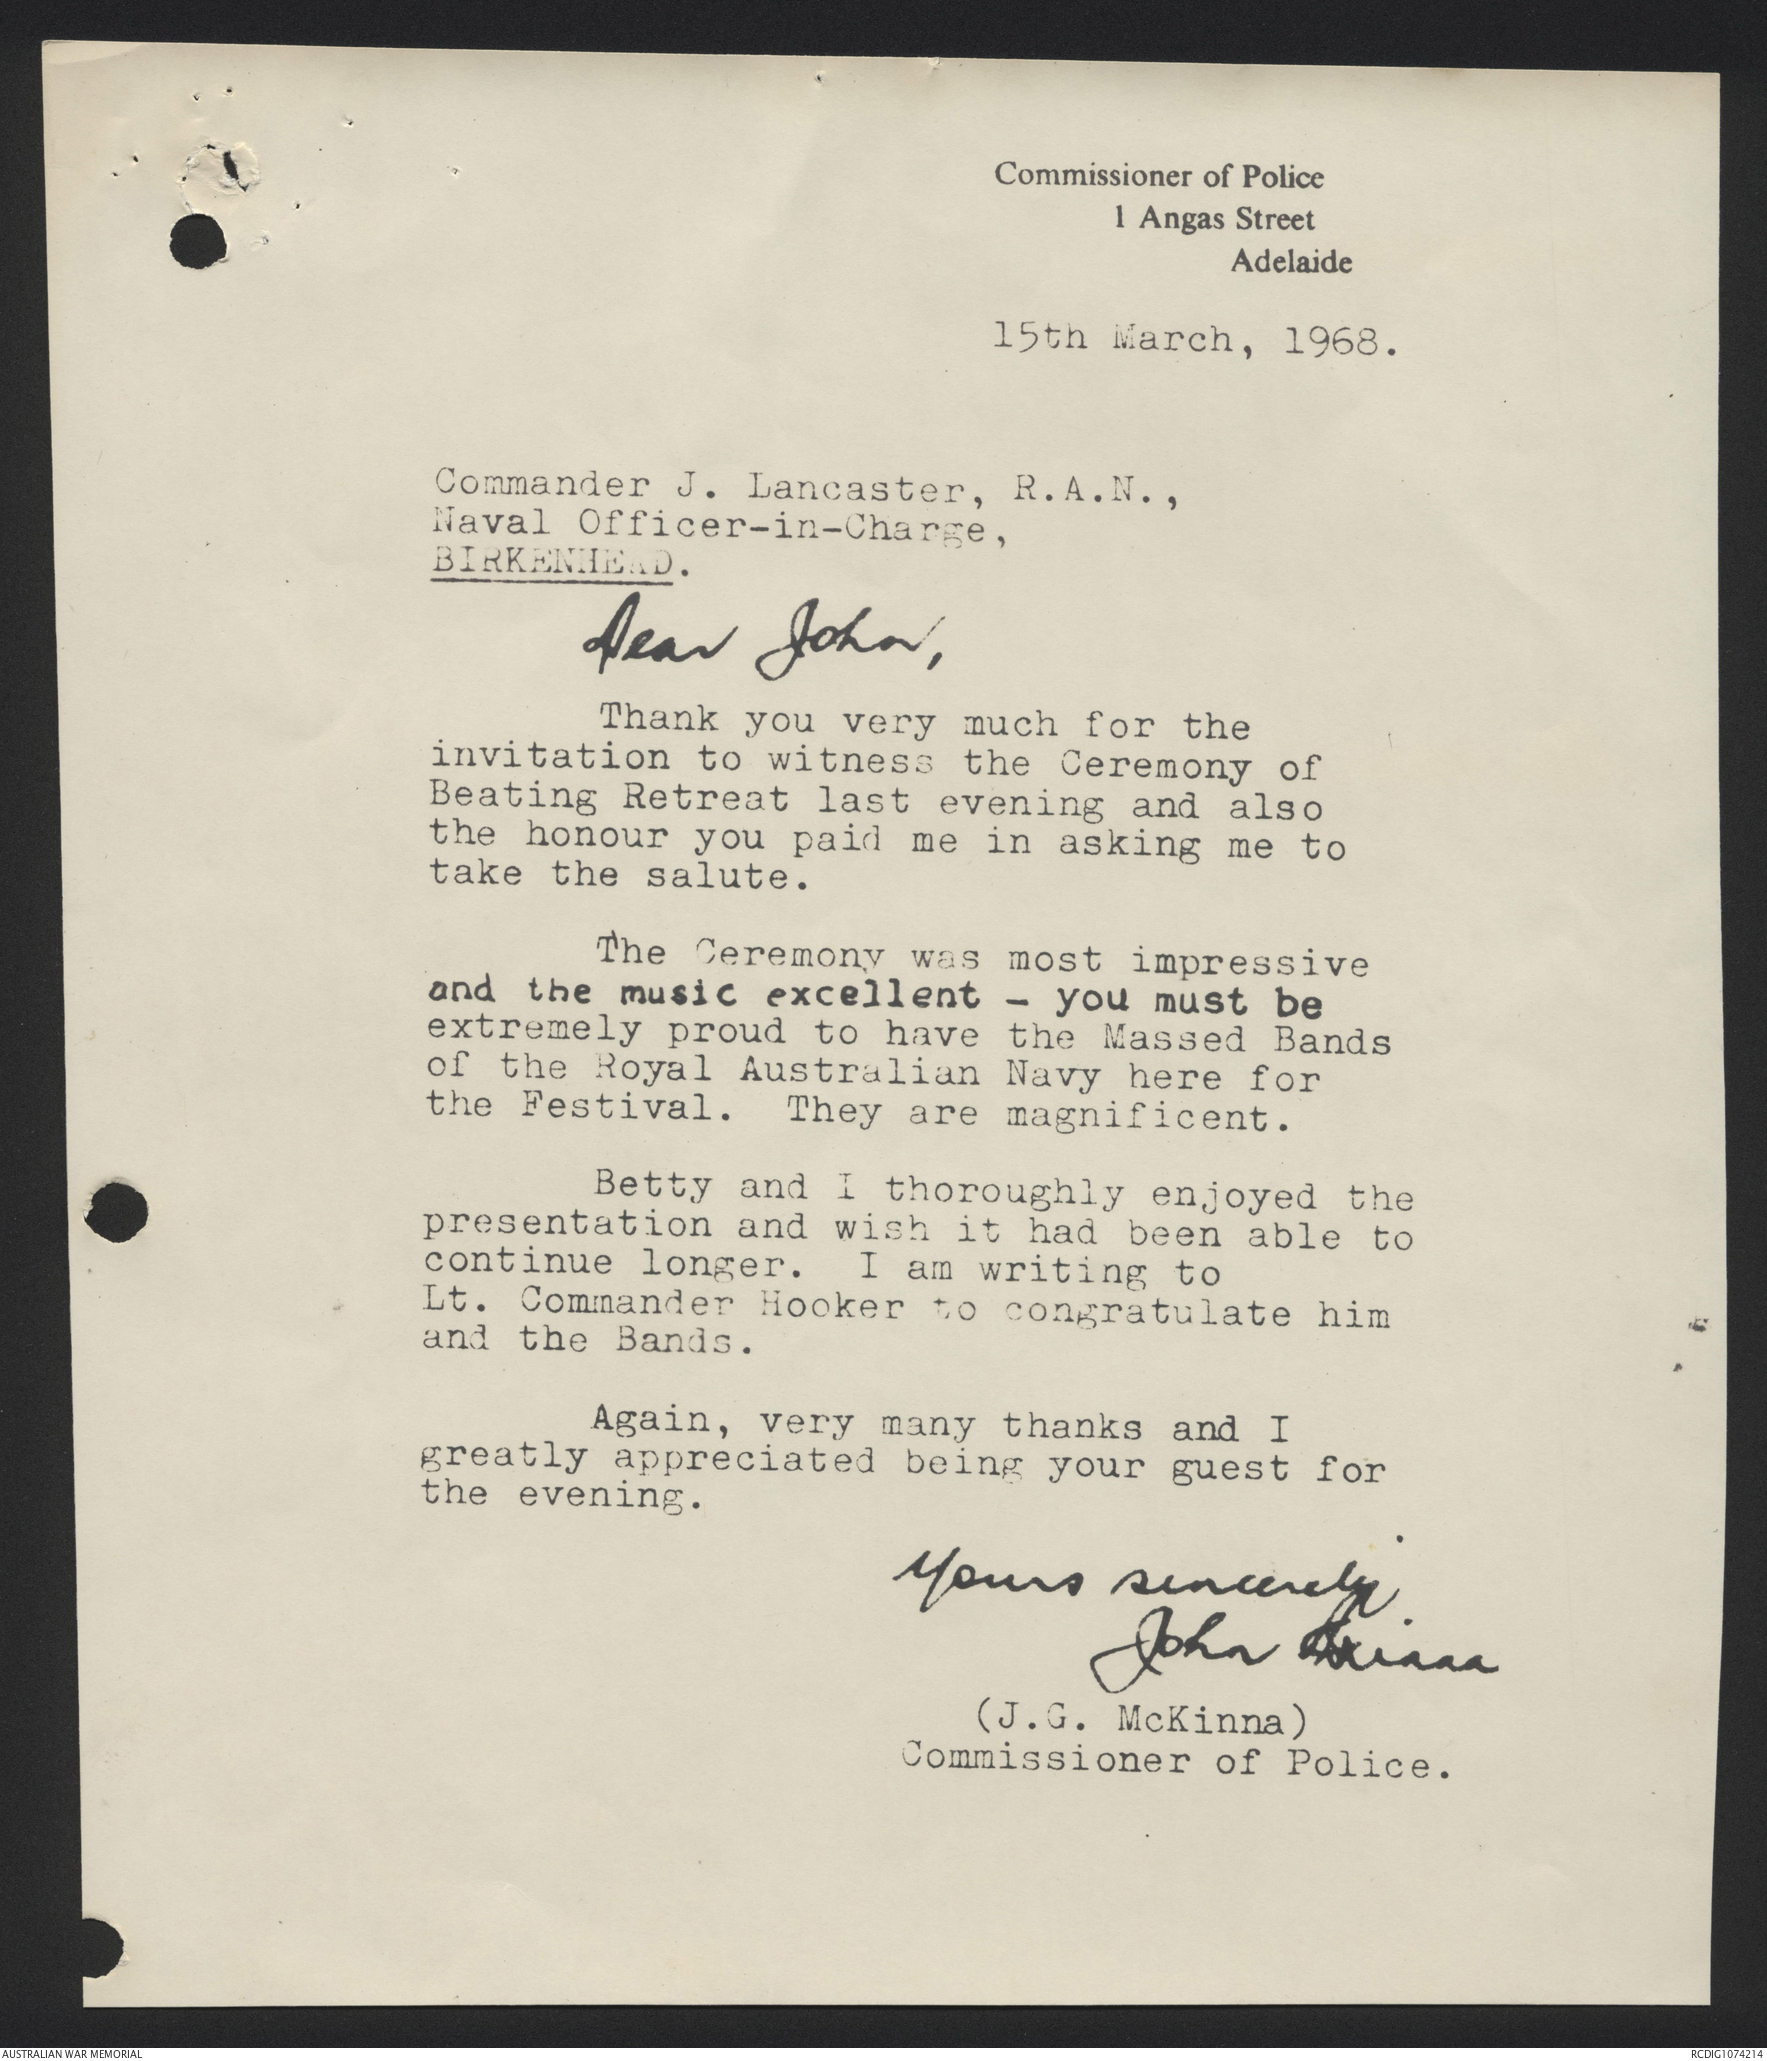 Commissioner of Police
1 Angas Street
Adelaide
15th March, 1968.
Commander J. Lancaster, R.A.N.,
Naval Officer-in-Charge,
BIRKENHEAD.
Dear John,
Thank you very much for the
invitation to witness the Ceremony of
Beating Retreat last evening and also
the honour you paid me in asking me to
take the salute.
The Ceremony was most impressive
and the music excellent - you must be
extremely proud to have the Massed Bands
of the Royal Australian Navy here for
the Festival. They are magnificent.
Betty and I thoroughly enjoyed the
presentation and wish it had been able to
continue longer. I am writing to
Lt. Commander Hooker to congratulate him
and the Bands.
Again, very many thanks and I
greatly appreciated being your guest for
the evening.
Yours sincerely
John McKinna
(J.G. McKinna)
Commissioner of Police.
AUSTRALIAN WAR MEMORIAL
RCDIG1074214